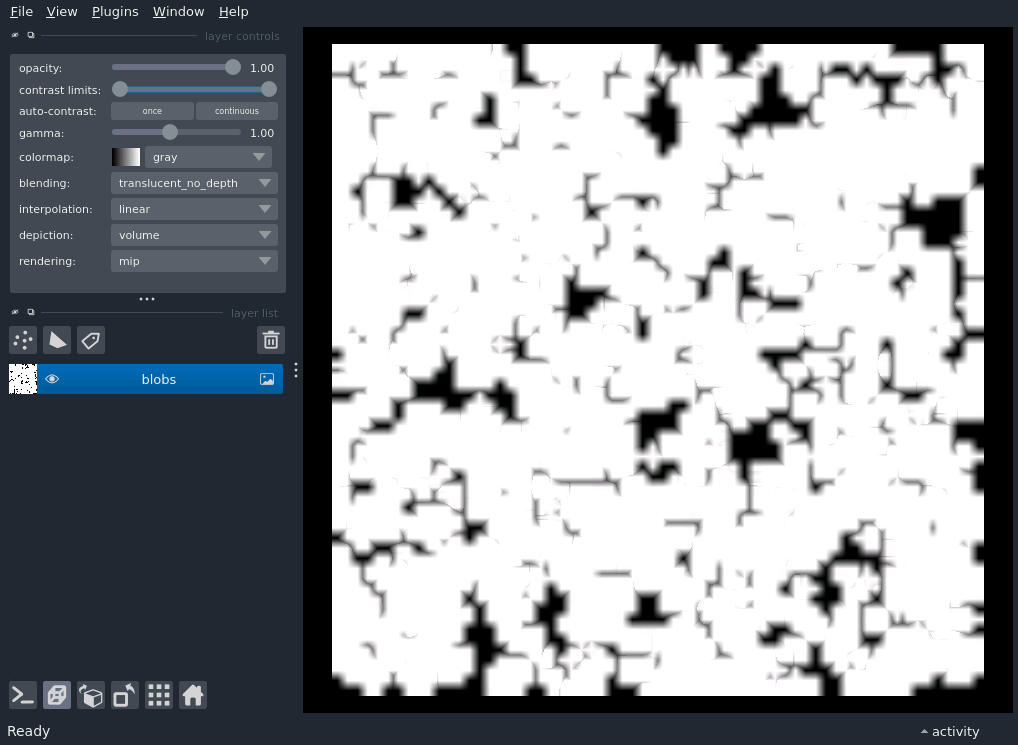 File View Plugins Window Help
layer controls
opacity: 1.00
contrast limits:
auto-contrast: once continuous
gamma: 1.00
colormap: gray
blending: translucent_no_depth
interpolation: linear
depiction: volume
rendering: mip
layer list
blobs
Ready
activity